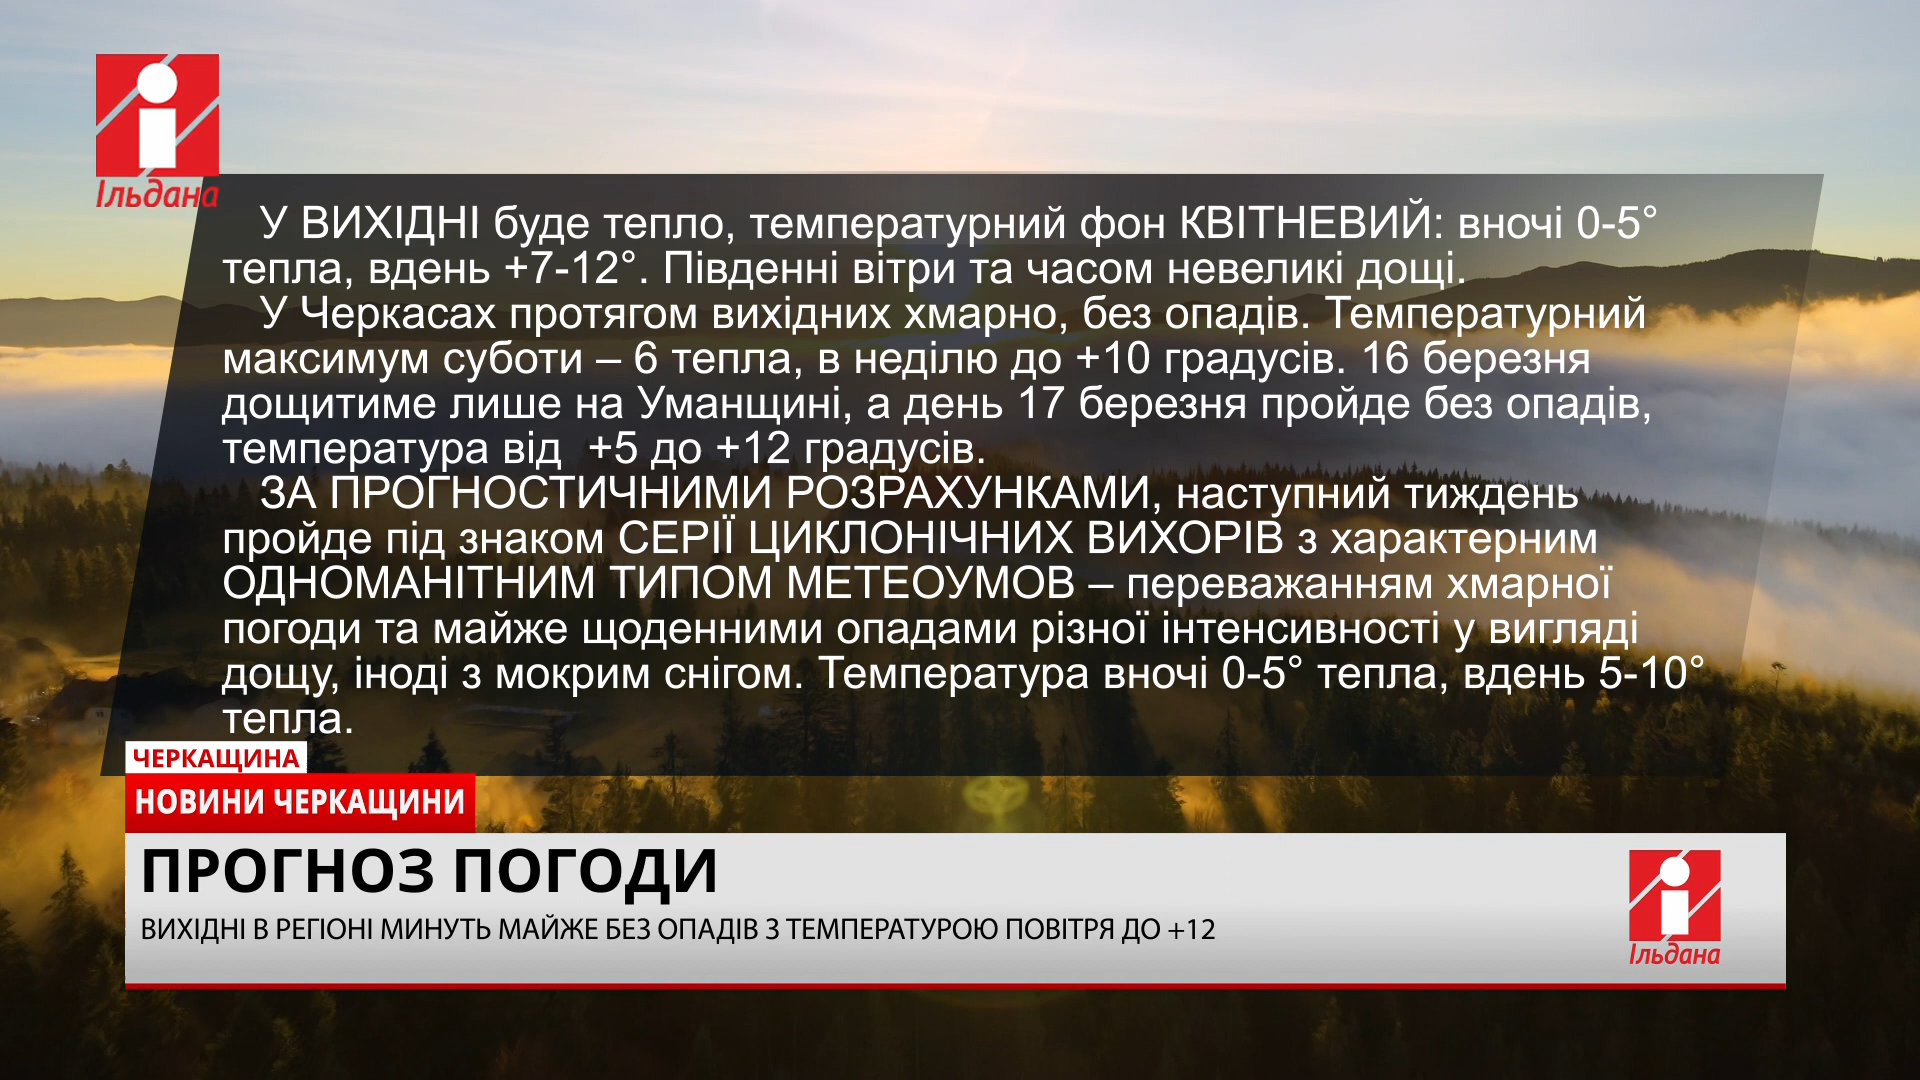 Ільдана
У ВИХІДНІ буде тепло, температурний фон КВІТНЕВИЙ: вночі 0-5°
тепла, вдень +7-12°. Південні вітри та часом невеликі дощі.
У Черкасах протягом вихідних хмарно, без опадів. Температурний
максимум суботи – 6 тепла, в неділю до +10 градусів. 16 березня
дощитиме лише на Уманщині, а день 17 березня пройде без опадів,
температура від  +5 до +12 градусів.
ЗА ПРОГНОСТИЧНИМИ РОЗРАХУНКАМИ, наступний тиждень
пройде під знаком СЕРІЇ ЦИКЛОНІЧНИХ ВИХОРІВ з характерним
ОДНОМАНІТНИМ ТИПОМ МЕТЕОУМОВ – переважанням хмарної
погоди та майже щоденними опадами різної інтенсивності у вигляді
дощу, іноді з мокрим снігом. Температура вночі 0-5° тепла, вдень 5-10°
тепла.
ЧЕРКАЩИНА
НОВИНИ ЧЕРКАЩИНИ
ПРОГНОЗ ПОГОДИ
ВИХІДНІ В РЕГІОНІ МИНУТЬ МАЙЖЕ БЕЗ ОПАДІВ З ТЕМПЕРАТУРОЮ ПОВІТРЯ ДО +12
Ільдана